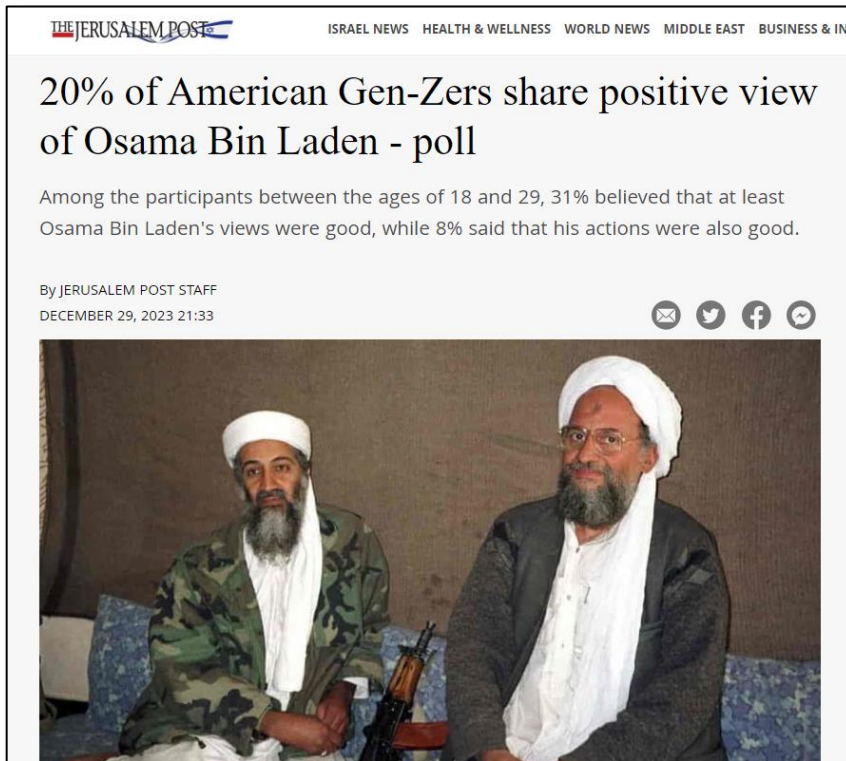 THE JERUSALEM POST
ISRAEL NEWS HEALTH & WELLNESS WORLD NEWS MIDDLE EAST BUSINESS & IN
20% of American Gen-Zers share positive view
of Osama Bin Laden - poll
Among the participants between the ages of 18 and 29, 31% believed that at least
Osama Bin Laden's views were good, while 8% said that his actions were also good.
By JERUSALEM POST STAFF
DECEMBER 29, 2023 21:33